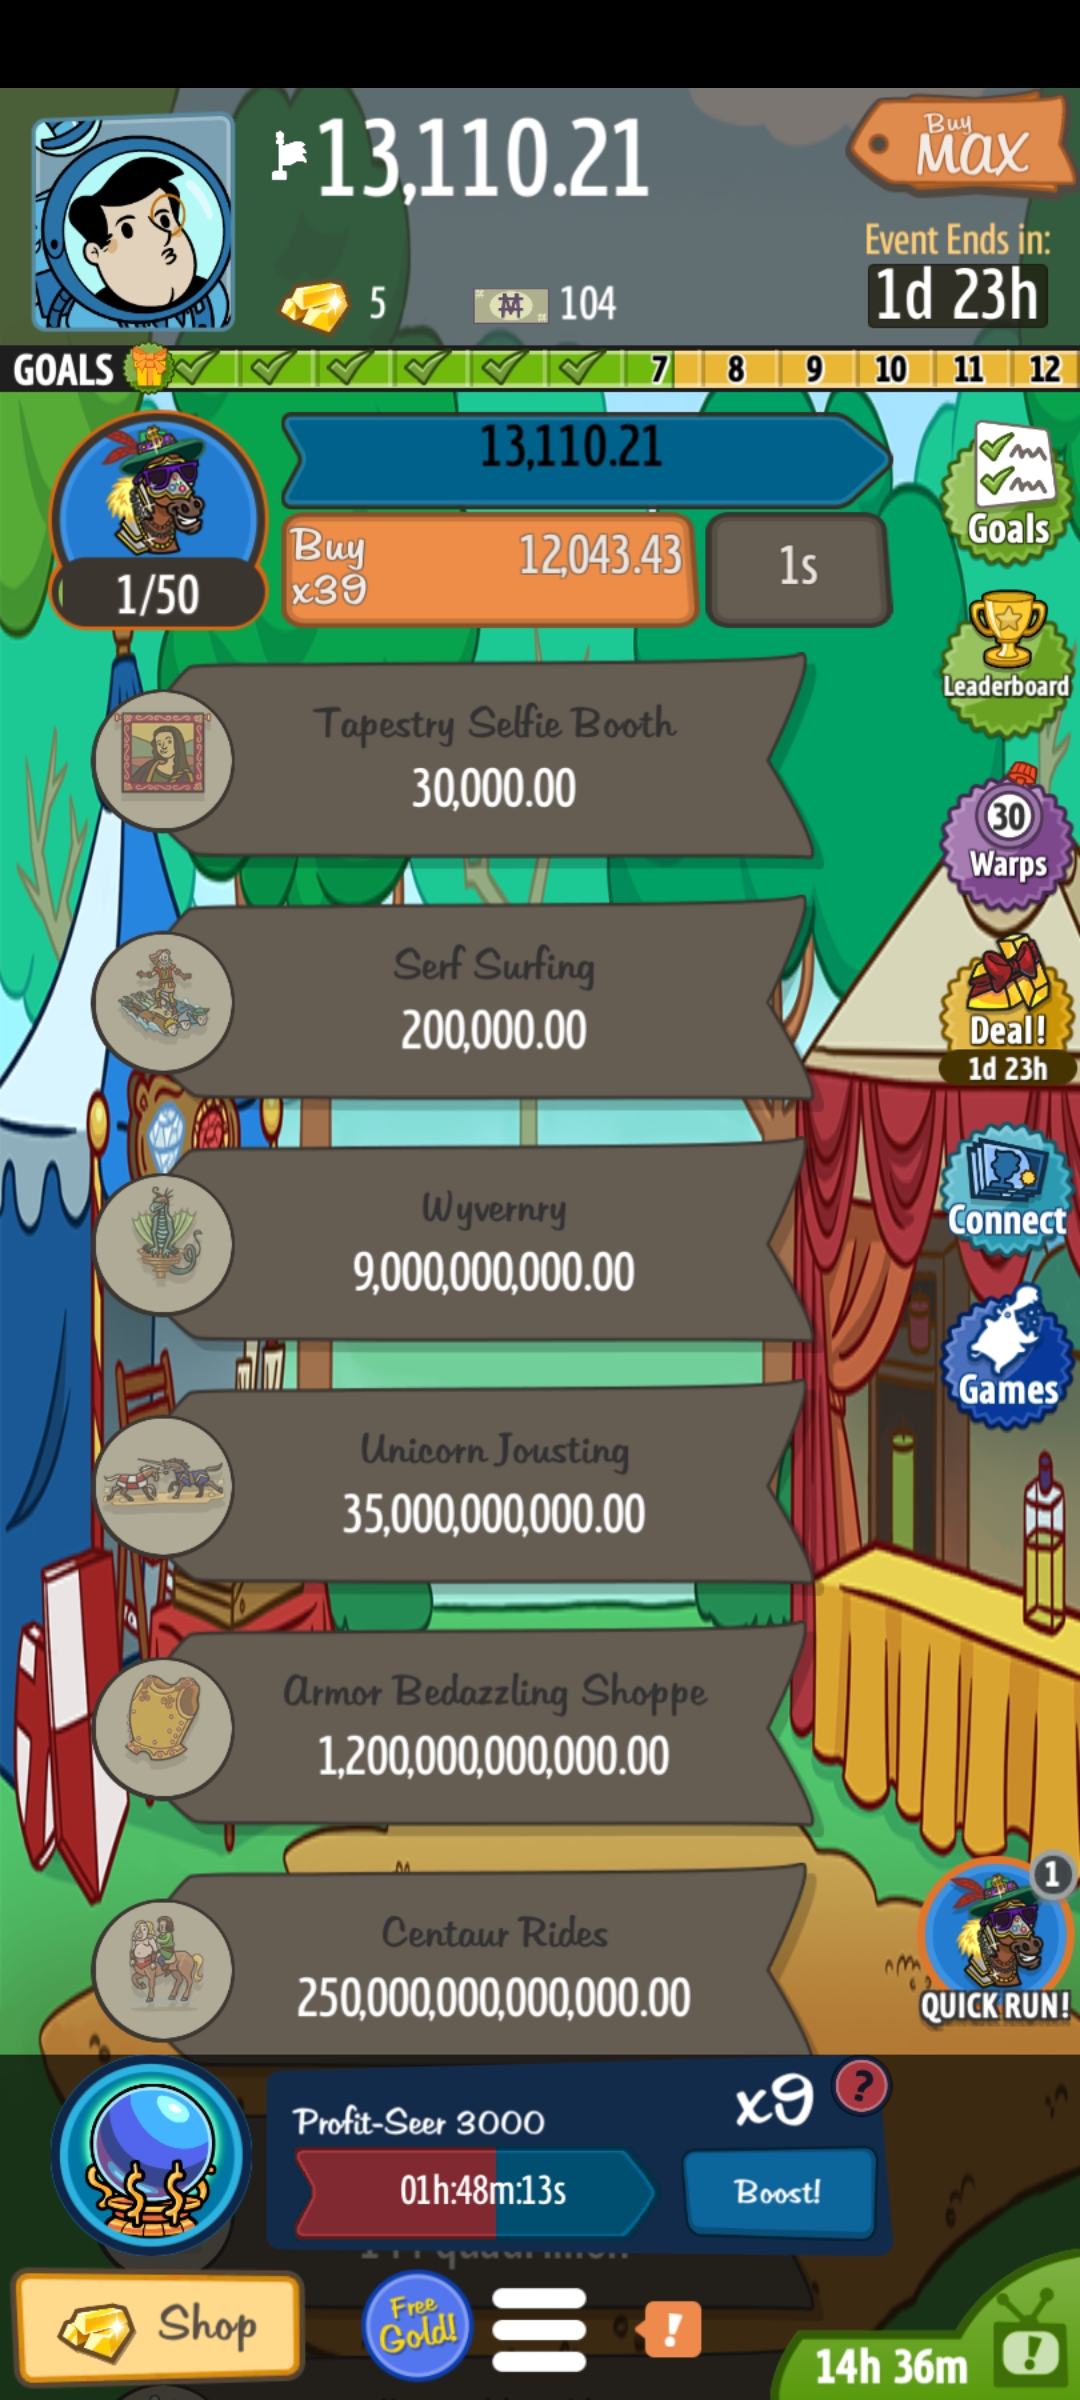 13,110.21
Buy
MAX
5
104
Event Ends in:
1d 23h
GOALS
7 8 9 10 11 12
13,110.21
Buy
x39
12,043.43
1s
1/50
Goals
Leaderboard
Tapestry Selfie Booth
30,000.00
30
Warps
Serf Surfing
200,000.00
Deal!
1d 23h
Wyvernry
9,000,000,000.00
Connect
Games
Unicorn Jousting
35,000,000,000.00
Armor Bedazzling Shoppe
1,200,000,000,000.00
Centaur Rides
250,000,000,000,000.00
1
QUICK RUN!
Profit-Seer 3000
x9
?
01h:48m:13s
Boost!
Shop
Free
Gold!
!
14h 36m
!